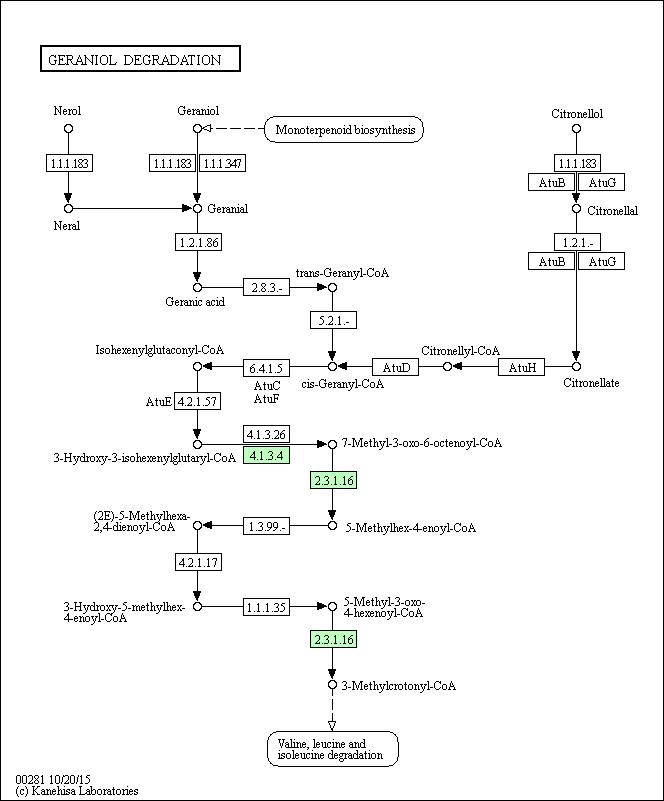 GERANIOL DEGRADATION
Nerol
Geraniol
Citronellol
Monoterpenoid biosynthesis
1.1.1.183
1.1.1.183
1.1.1.347
1.1.1.183
AtuB
AtuG
Neral
Geranial
Citronellal
1.2.1.86
1.2.1.-
AtuB
AtuG
trans-Geranyl-CoA
2.8.3.-
Geranic acid
5.2.1.-
Isohexenylglutaconyl-CoA
Citronellyl-CoA
6.4.1.5
AtuD
AtuH
AtuC
AtuF
cis-Geranyl-CoA
Citronellate
AtuE
4.2.1.57
4.1.3.26
7-Methyl-3-oxo-6-octenoyl-CoA
3-Hydroxy-3-isohexenylglutaryl-CoA
4.1.3.4
2.3.1.16
(2E)-5-Methylhexa-
2,4-dienoyl-CoA
1.3.99.-
5-Methylhex-4-enoyl-CoA
4.2.1.17
3-Hydroxy-5-methylhex-
4-enoyl-CoA
1.1.1.35
5-Methyl-3-oxo-
4-hexenoyl-CoA
2.3.1.16
3-Methylcrotonyl-CoA
Valine, leucine and
isoleucine degradation
00281 10/20/15
(c) Kanehisa Laboratories